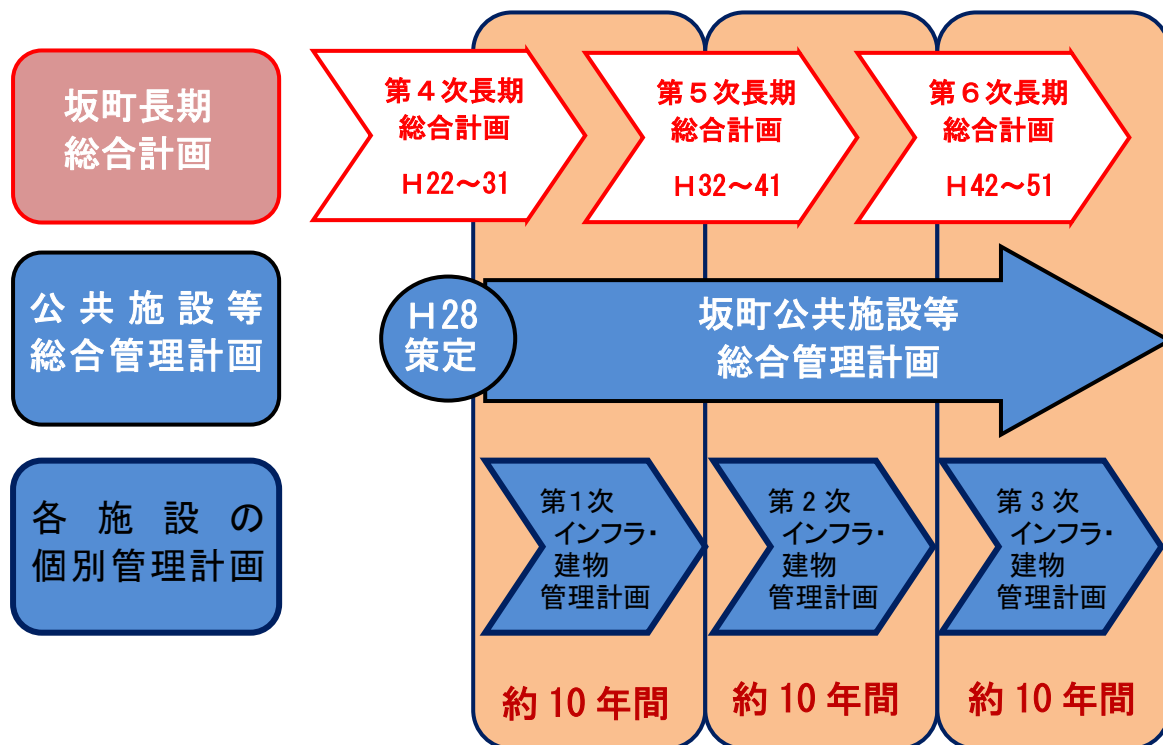 坂町長期
総合計画
第４次長期
総合計画
Ｈ22～31
第５次長期
総合計画
Ｈ32～41
第６次長期
総合計画
Ｈ42～51
公共施設等
総合管理計画
Ｈ28
策定
坂町公共施設等
総合管理計画
各施設の
個別管理計画
第１次
インフラ・
建物
管理計画
第２次
インフラ・
建物
管理計画
第３次
インフラ・
建物
管理計画
約 10 年間
約 10 年間
約 10 年間